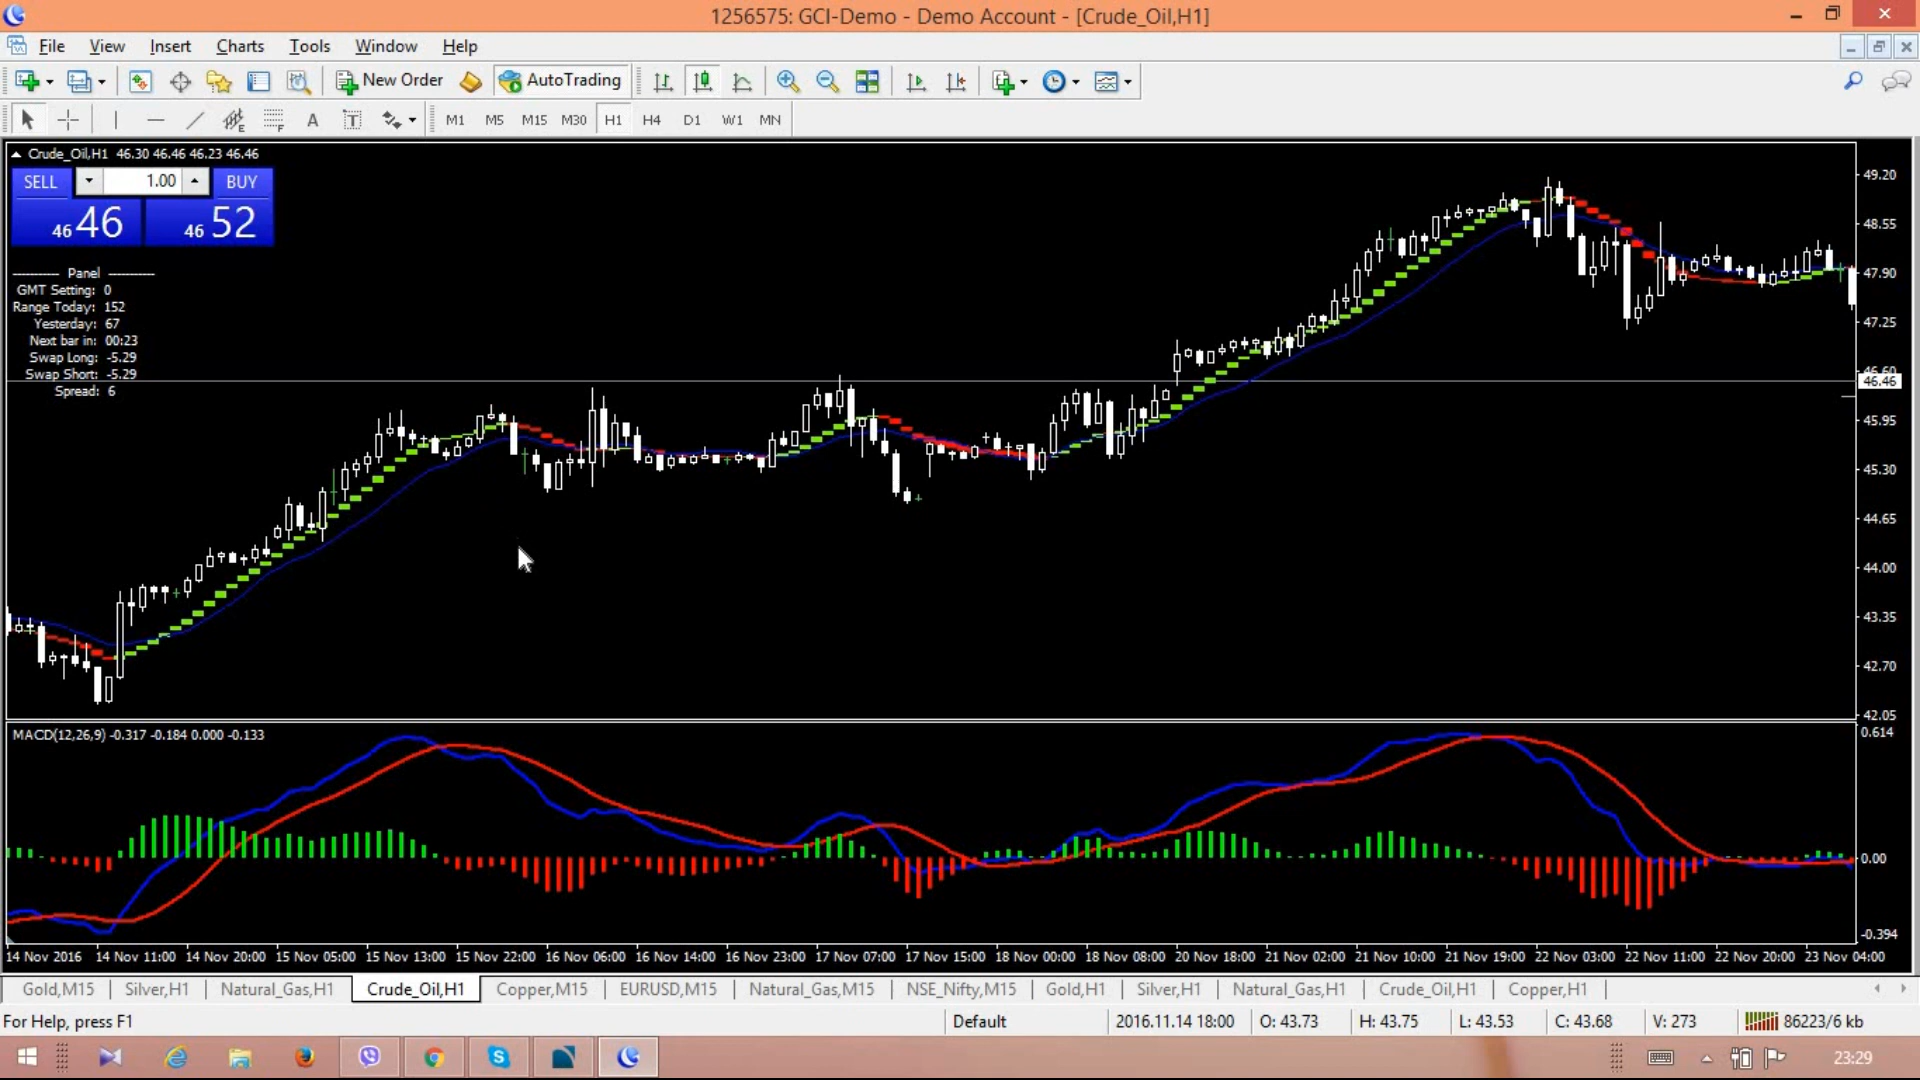 1256575: GCI-Demo - Demo Account - [Crude_Oil,H1]
File View Insert Charts Tools Window Help
New Order AutoTrading
A T M1 M5 M15 M30 H1 H4 D1 W1 MN
Crude_Oil,H1 46.30 46.46 46.23 46.46
SELL 1.00 BUY
46 46 46 52
----------- Panel -----------
GMT Setting: 0
Range Today: 152
Yesterday: 67
Next bar in: 00:23
Swap Long: -5.29
Swap Short: -5.29
Spread: 6
49.20
48.55
47.90
47.25
46.60
46.46
45.95
45.30
44.65
44.00
43.35
42.70
42.05
MACD(12,26,9) -0.317 -0.184 0.000 -0.133
0.614
0.00
-0.394
14 Nov 2016 14 Nov 11:00 14 Nov 20:00 15 Nov 05:00 15 Nov 13:00 15 Nov 22:00 16 Nov 06:00 16 Nov 14:00 16 Nov 23:00 17 Nov 07:00 17 Nov 15:00 18 Nov 00:00 18 Nov 08:00 20 Nov 18:00 21 Nov 02:00 21 Nov 10:00 21 Nov 19:00 22 Nov 03:00 22 Nov 11:00 22 Nov 20:00 23 Nov 04:00
Gold,M15 Silver,H1 Natural_Gas,H1 Crude_Oil,H1 Copper,M15 EURUSD,M15 Natural_Gas,M15 NSE_Nifty,M15 Gold,H1 Silver,H1 Natural_Gas,H1 Crude_Oil,H1 Copper,H1
For Help, press F1 Default 2016.11.14 18:00 O: 43.73 H: 43.75 L: 43.53 C: 43.68 V: 273 86223/6 kb
23:29